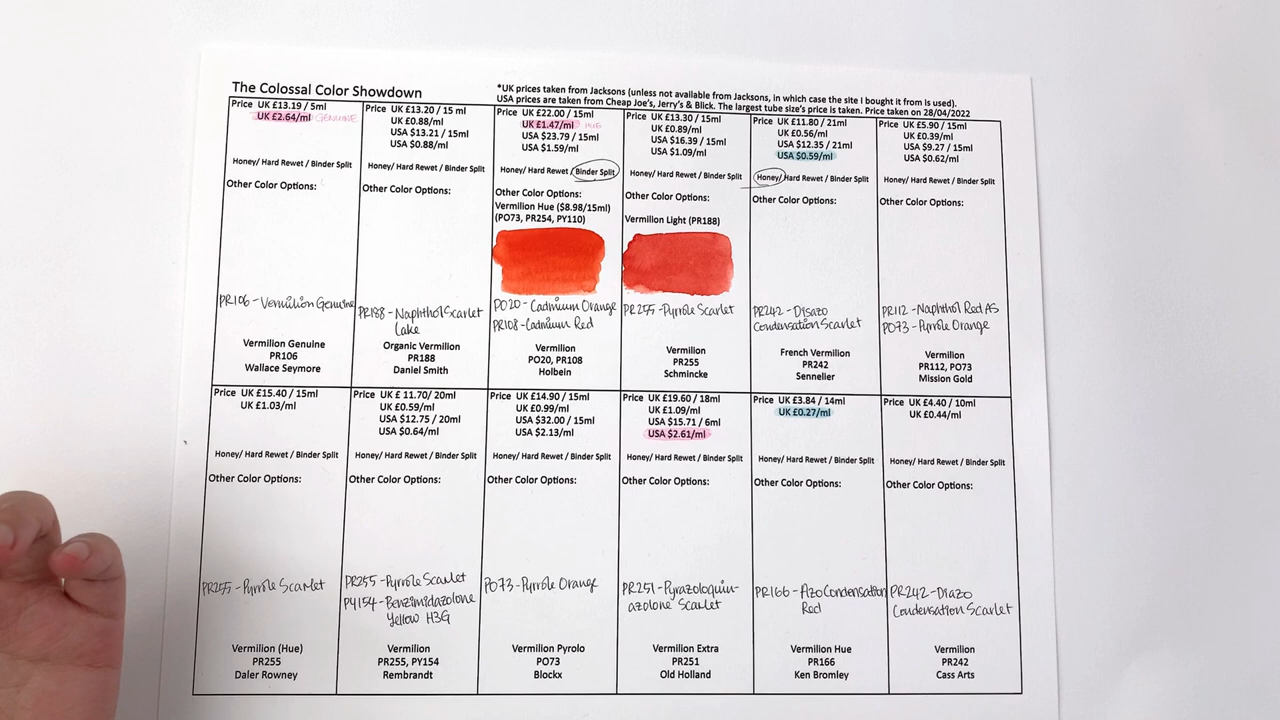 The Colossal Color Showdown
*UK prices taken from Jacksons (unless not available from Jacksons, in which case the site I bought it from is used).
USA prices are taken from Cheap Joe's, Jerry's & Blick. The largest tube size's price is taken. Price taken on 28/04/2022
Price UK £13.19 / 5ml
UK £2.64/ml GENUINE
Honey/ Hard Rewet / Binder Split
Other Color Options:
PR106 - Vermilion Genuine
Vermilion Genuine
PR106
Wallace Seymore
Price UK £13.20 / 15 ml
UK £0.88/ml
USA $13.21 / 15ml
USA $0.88/ml
Honey/ Hard Rewet / Binder Split
Other Color Options:
PR188 - Naphthol Scarlet
Lake
Organic Vermilion
PR188
Daniel Smith
Price UK £22.00 / 15ml
UK £1.47/ml HUE
USA $23.79 / 15ml
USA $1.59/ml
Honey/ Hard Rewet / Binder Split
Other Color Options:
Vermilion Hue ($8.98/15ml)
(PO73, PR254, PY110)
PO20 - Cadmium Orange
PR108 - Cadmium Red
Vermilion
PO20, PR108
Holbein
Price UK £13.30 / 15ml
UK £0.89/ml
USA $16.39 / 15ml
USA $1.09/ml
Honey/ Hard Rewet / Binder Split
Other Color Options:
Vermilion Light (PR188)
PR255 - Pyrrole Scarlet
Vermilion
PR255
Schmincke
Price UK £11.80 / 21ml
UK £0.56/ml
USA $12.35 / 21ml
USA $0.59/ml
Honey/ Hard Rewet / Binder Split
Other Color Options:
PR242 - Disazo
Condensation Scarlet
French Vermilion
PR242
Sennelier
Price UK £5.90 / 15ml
UK £0.39/ml
USA $9.27 / 15ml
USA $0.62/ml
Honey/ Hard Rewet / Binder Split
Other Color Options:
PR112 - Naphthol Red AS
PO73 - Pyrrole Orange
Vermilion
PR112, PO73
Mission Gold
Price UK £15.40 / 15ml
UK £1.03/ml
Honey/ Hard Rewet / Binder Split
Other Color Options:
PR255 - Pyrrole Scarlet
Vermilion (Hue)
PR255
Daler Rowney
Price UK £ 11.70/ 20ml
UK £0.59/ml
USA $12.75 / 20ml
USA $0.64/ml
Honey/ Hard Rewet / Binder Split
Other Color Options:
PR255 - Pyrrole Scarlet
PY154 - Benzimidazolone
Yellow H3G
Vermilion
PR255, PY154
Rembrandt
Price UK £14.90 / 15ml
UK £0.99/ml
USA $32.00 / 15ml
USA $2.13/ml
Honey/ Hard Rewet / Binder Split
Other Color Options:
PO73 - Pyrrole Orange
Vermilion Pyrolo
PO73
Blockx
Price UK £19.60 / 18ml
UK £1.09/ml
USA $15.71 / 6ml
USA $2.61/ml
Honey/ Hard Rewet / Binder Split
Other Color Options:
PR251 - Pyrazoloquin-
azolone Scarlet
Vermilion Extra
PR251
Old Holland
Price UK £3.84 / 14ml
UK £0.27/ml
Honey/ Hard Rewet / Binder Split
Other Color Options:
PR166 - Azo Condensation
Red
Vermilion Hue
PR166
Ken Bromley
Price UK £4.40 / 10ml
UK £0.44/ml
Honey/ Hard Rewet / Binder Split
Other Color Options:
PR242 - Diazo
Condensation Scarlet
Vermilion
PR242
Cass Arts